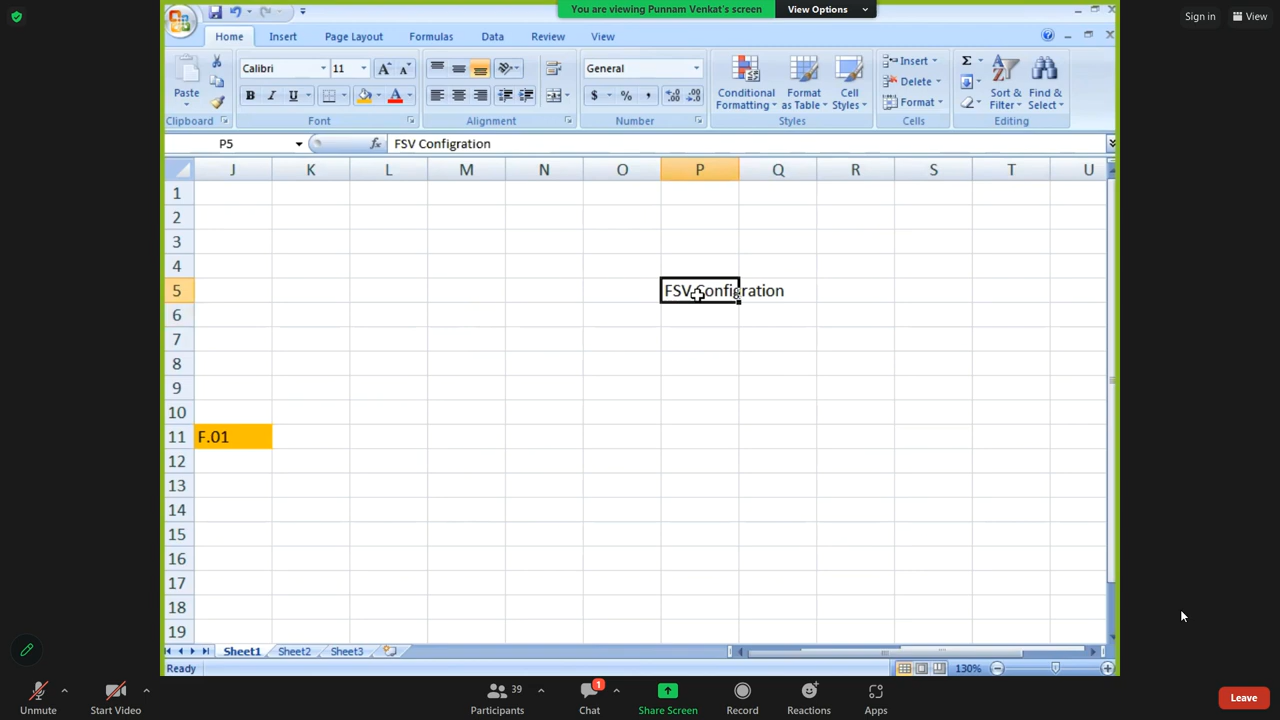 You are viewing Punnam Venkat's screen
View Options
Sign in
View
Home
Insert
Page Layout
Formulas
Data
Review
View
Paste
Clipboard
Calibri
11
B I U
Font
Alignment
General
$ % ,
Number
Conditional Formatting
Format as Table
Cell Styles
Styles
Insert
Delete
Format
Cells
Sort & Filter
Find & Select
Editing
P5
fx
FSV Configration
J K L M N O P Q R S T U
1
2
3
4
5 FSV Configration
6
7
8
9
10
11 F.01
12
13
14
15
16
17
18
19
Sheet1
Sheet2
Sheet3
Ready
130%
Unmute
Start Video
39
Participants
1
Chat
Share Screen
Record
Reactions
Apps
Leave